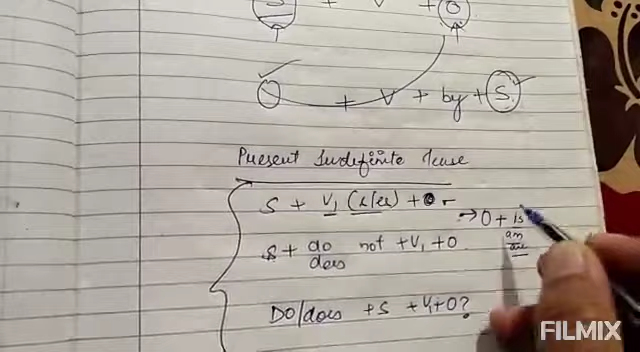 S + V + O
O + V + by + S.
Present Indefinite Tense
S + V1 (s/es) + O → O + is
am
are
S + do not + V1 + O
does
DO/does + S + V1 + O?
FILMIX